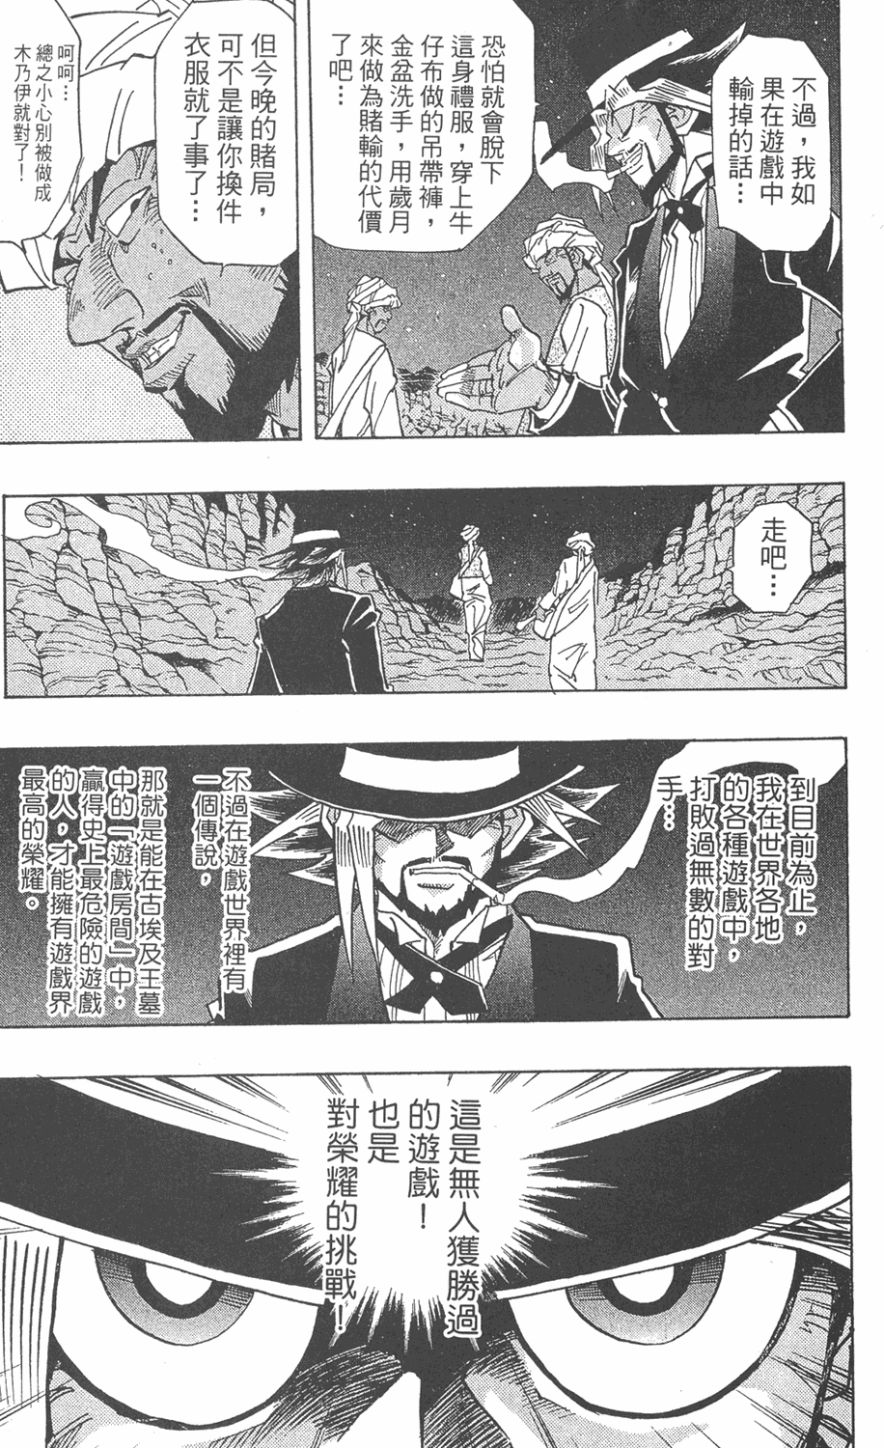 不過，我如
果在遊戲中
輸掉的話…
恐怕就會脫下
這身禮服，穿上牛
仔布做的吊帶褲，
金盆洗手，用歲月
來做為賭輸的代價
了吧…
但今晚的賭局，
可不是讓你換件
衣服就了事了…
呵呵…
總之小心別被做成
木乃伊就對了！
走吧…
到目前為止，
我在世界各地
的各種遊戲中，
打敗過無數的對
手…
不過在遊戲世界裡有
一個傳說，
那就是能在古埃及王墓
中的「遊戲房間」中，
贏得史上最危險的遊戲
的人，才能擁有遊戲界
最高的榮耀。
這是無人獲勝過
的遊戲！
也是
對榮耀的挑戰！